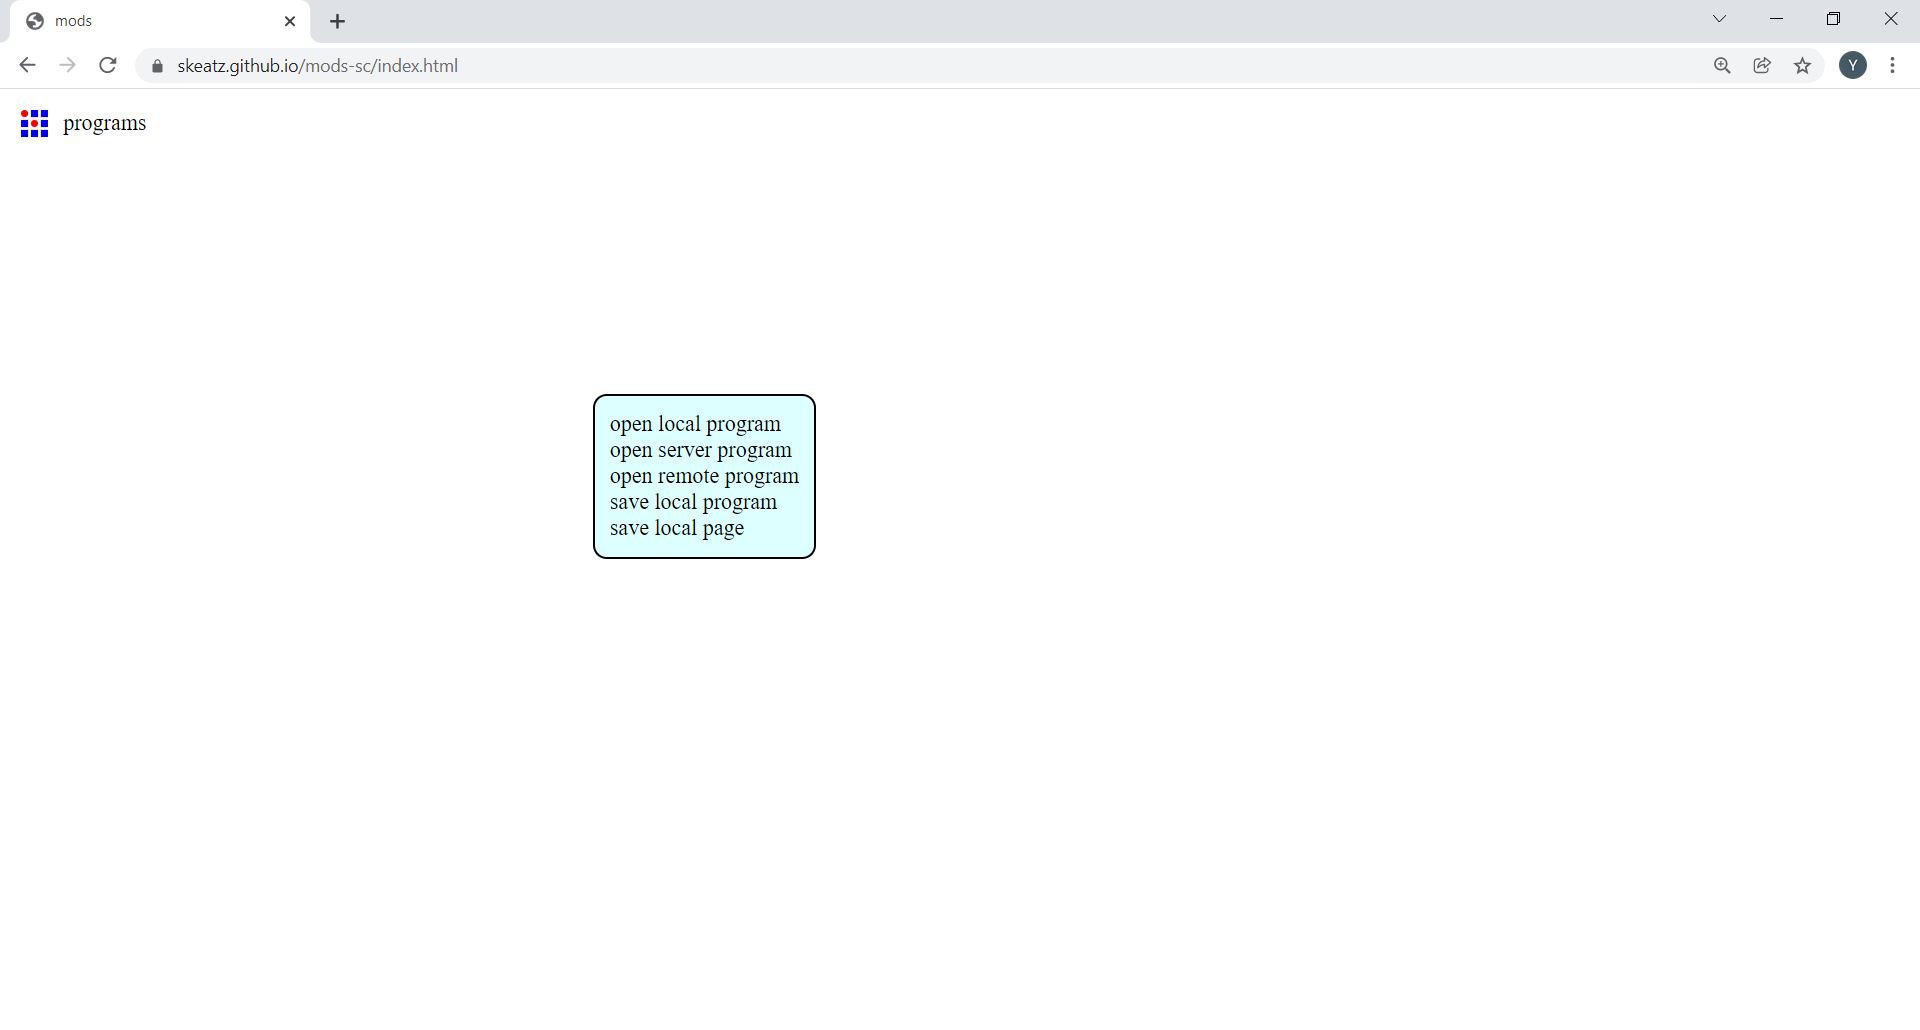 mods
skeatz.github.io/mods-sc/index.html
Y
programs
open local program
open server program
open remote program
save local program
save local page